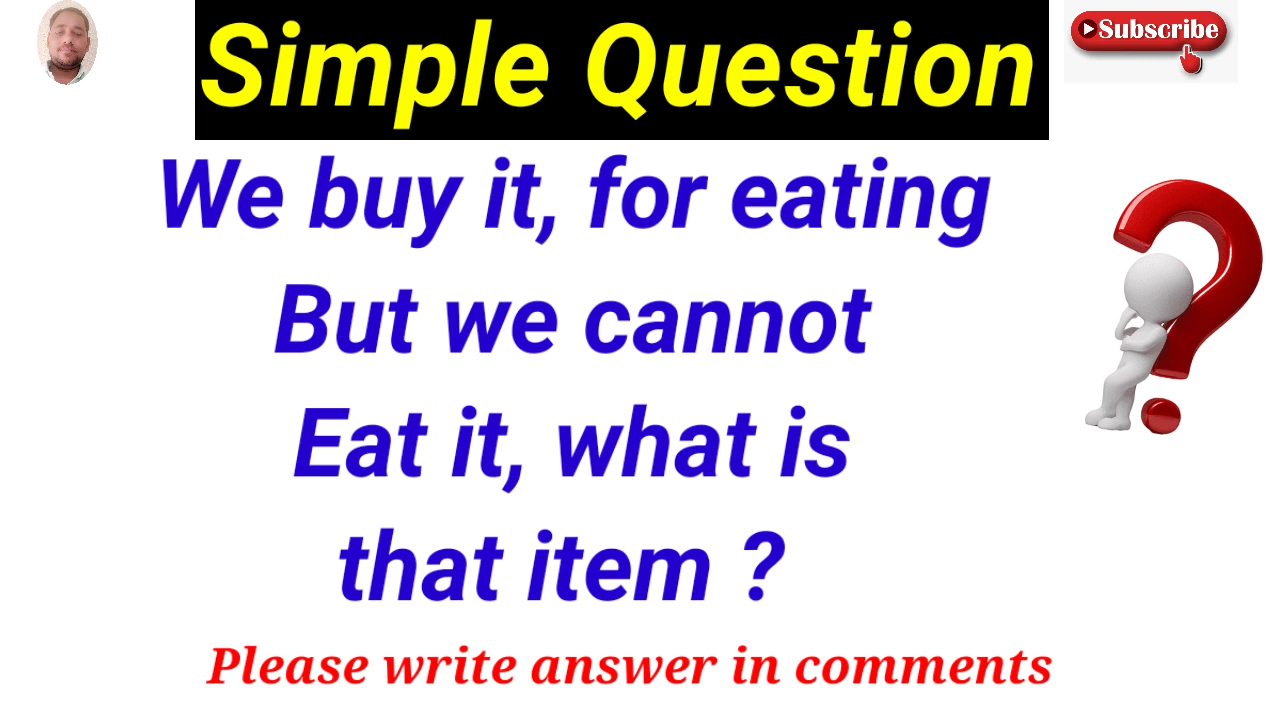 Simple Question
Subscribe
We buy it, for eating
But we cannot
Eat it, what is
that item ?
Please write answer in comments